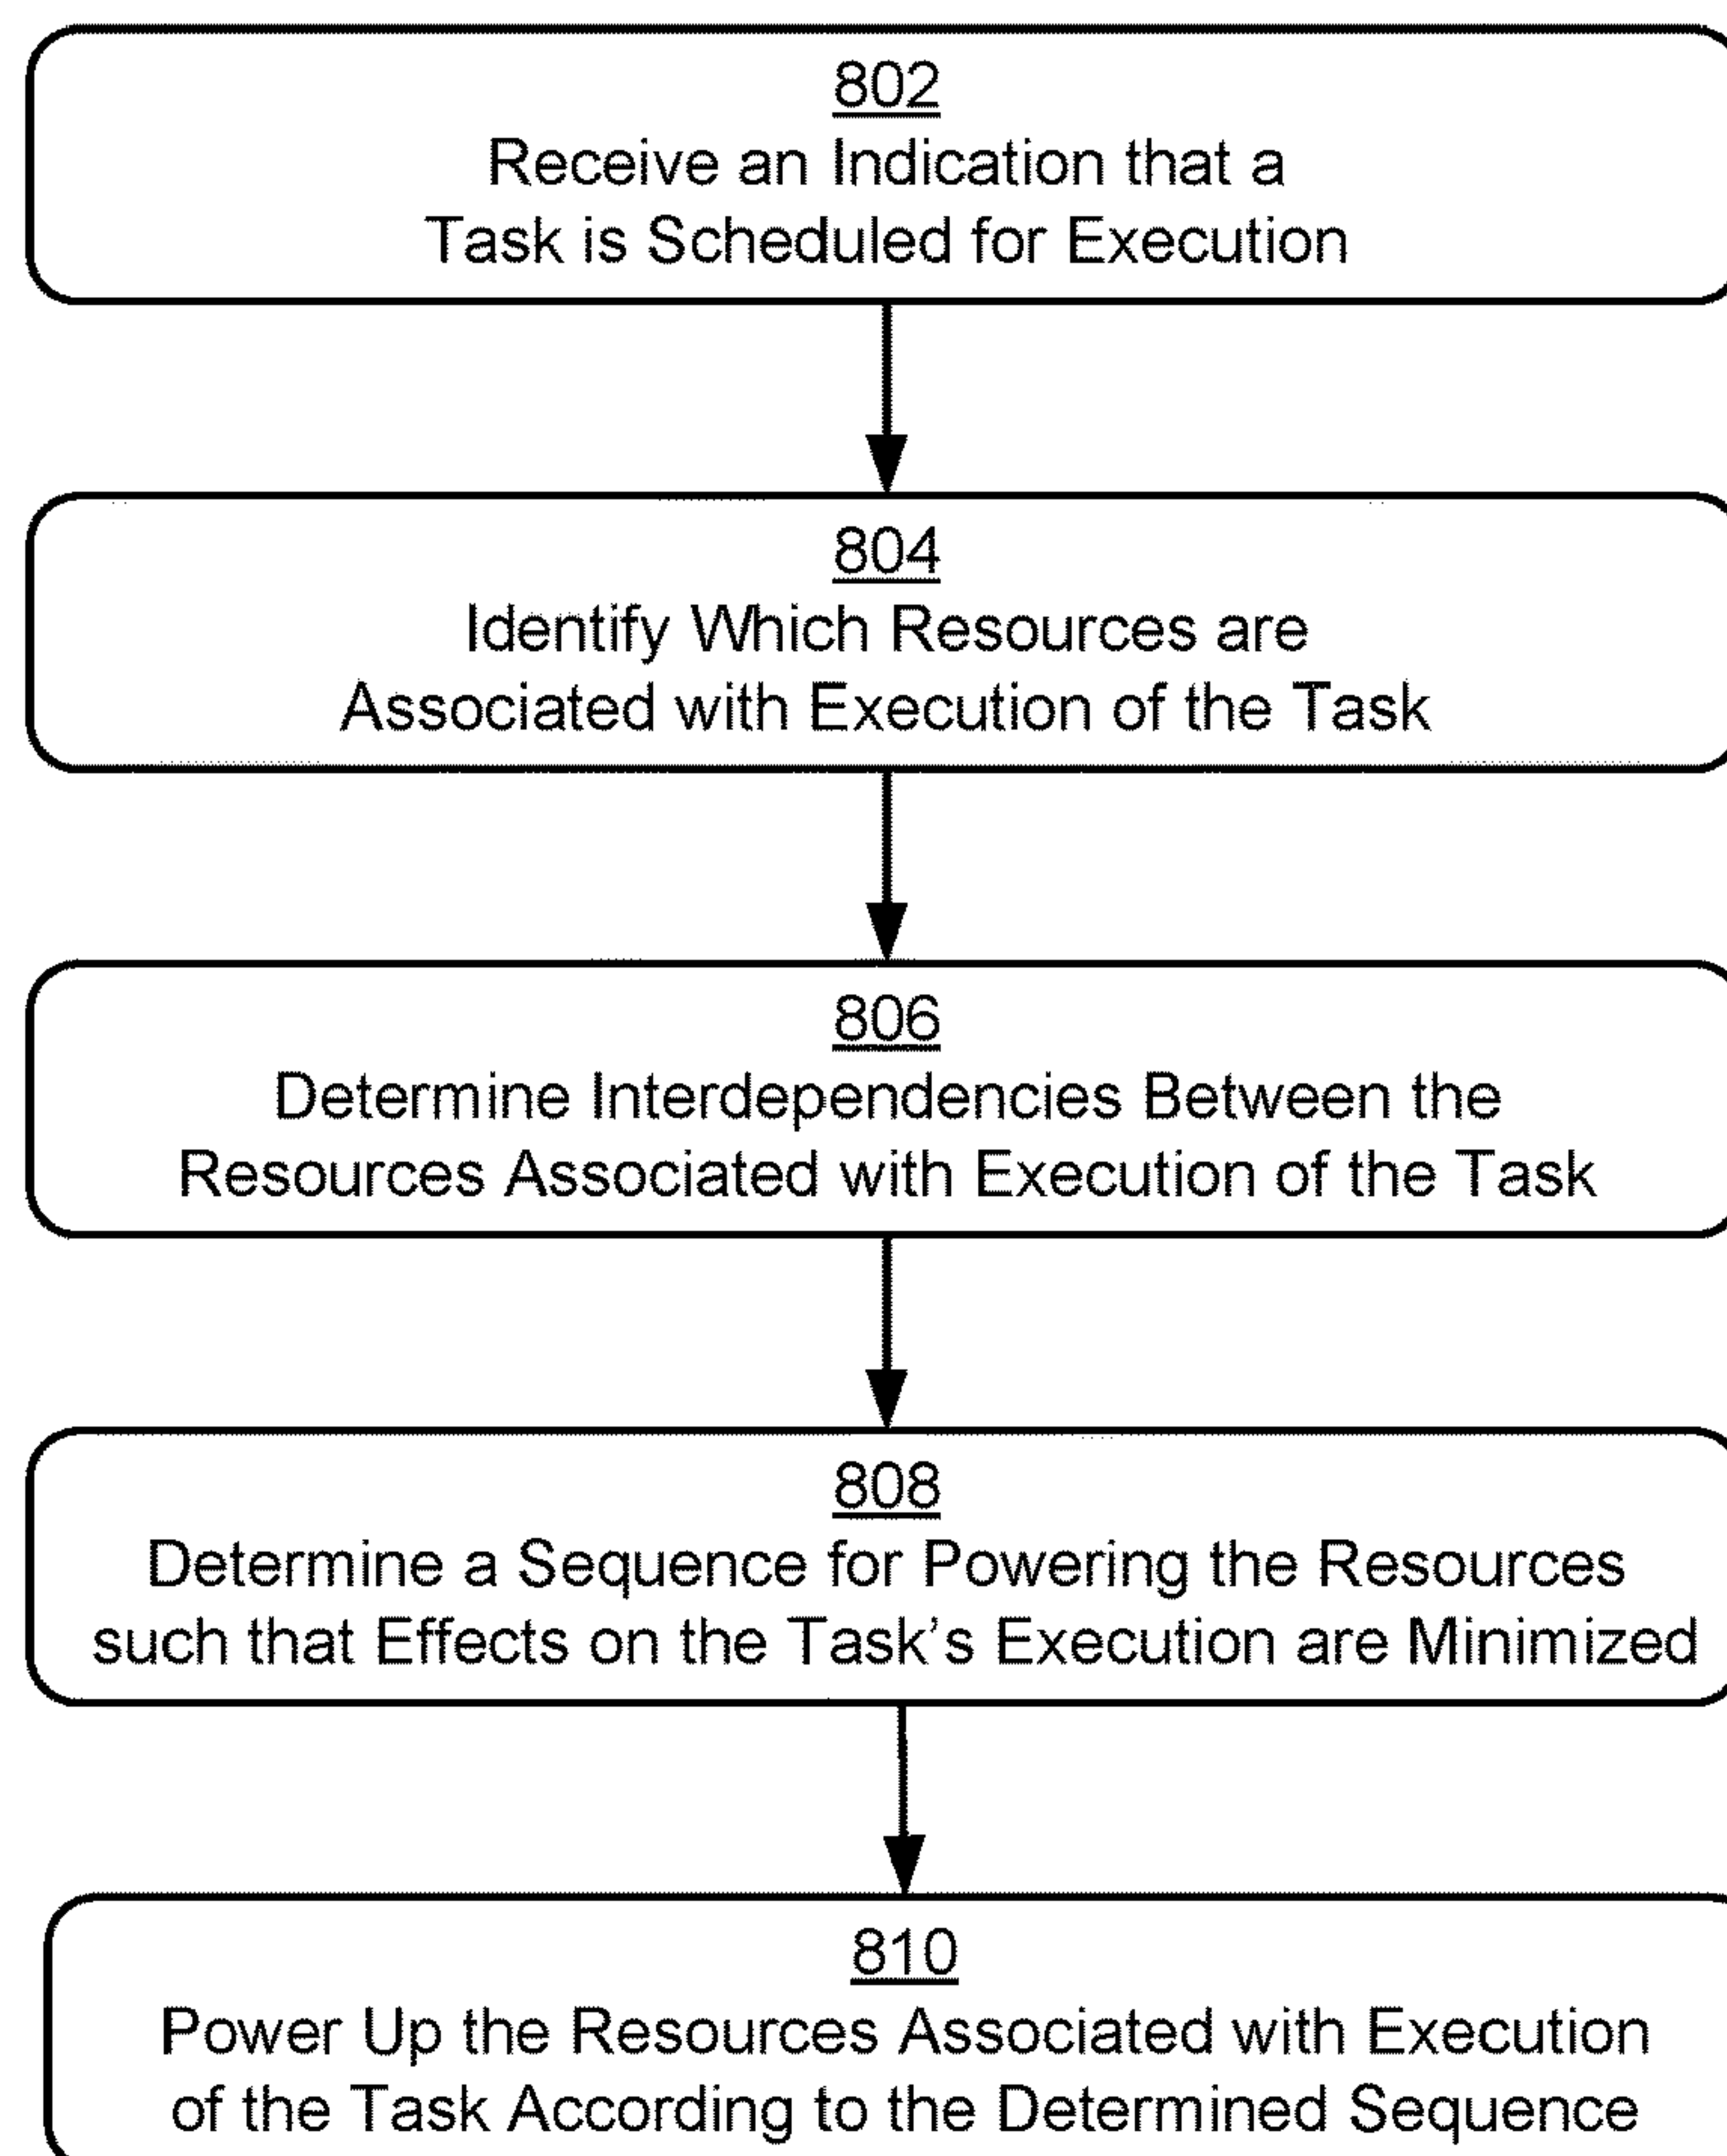 802
Receive an Indication that a
Task is Scheduled for Execution
804
Identify Which Resources are
Associated with Execution of the Task
806
Determine Interdependencies Between the
Resources Associated with Execution of the Task
808
Determine a Sequence for Powering the Resources
such that Effects on the Task's Execution are Minimized
810
Power Up the Resources Associated with Execution
of the Task According to the Determined Sequence